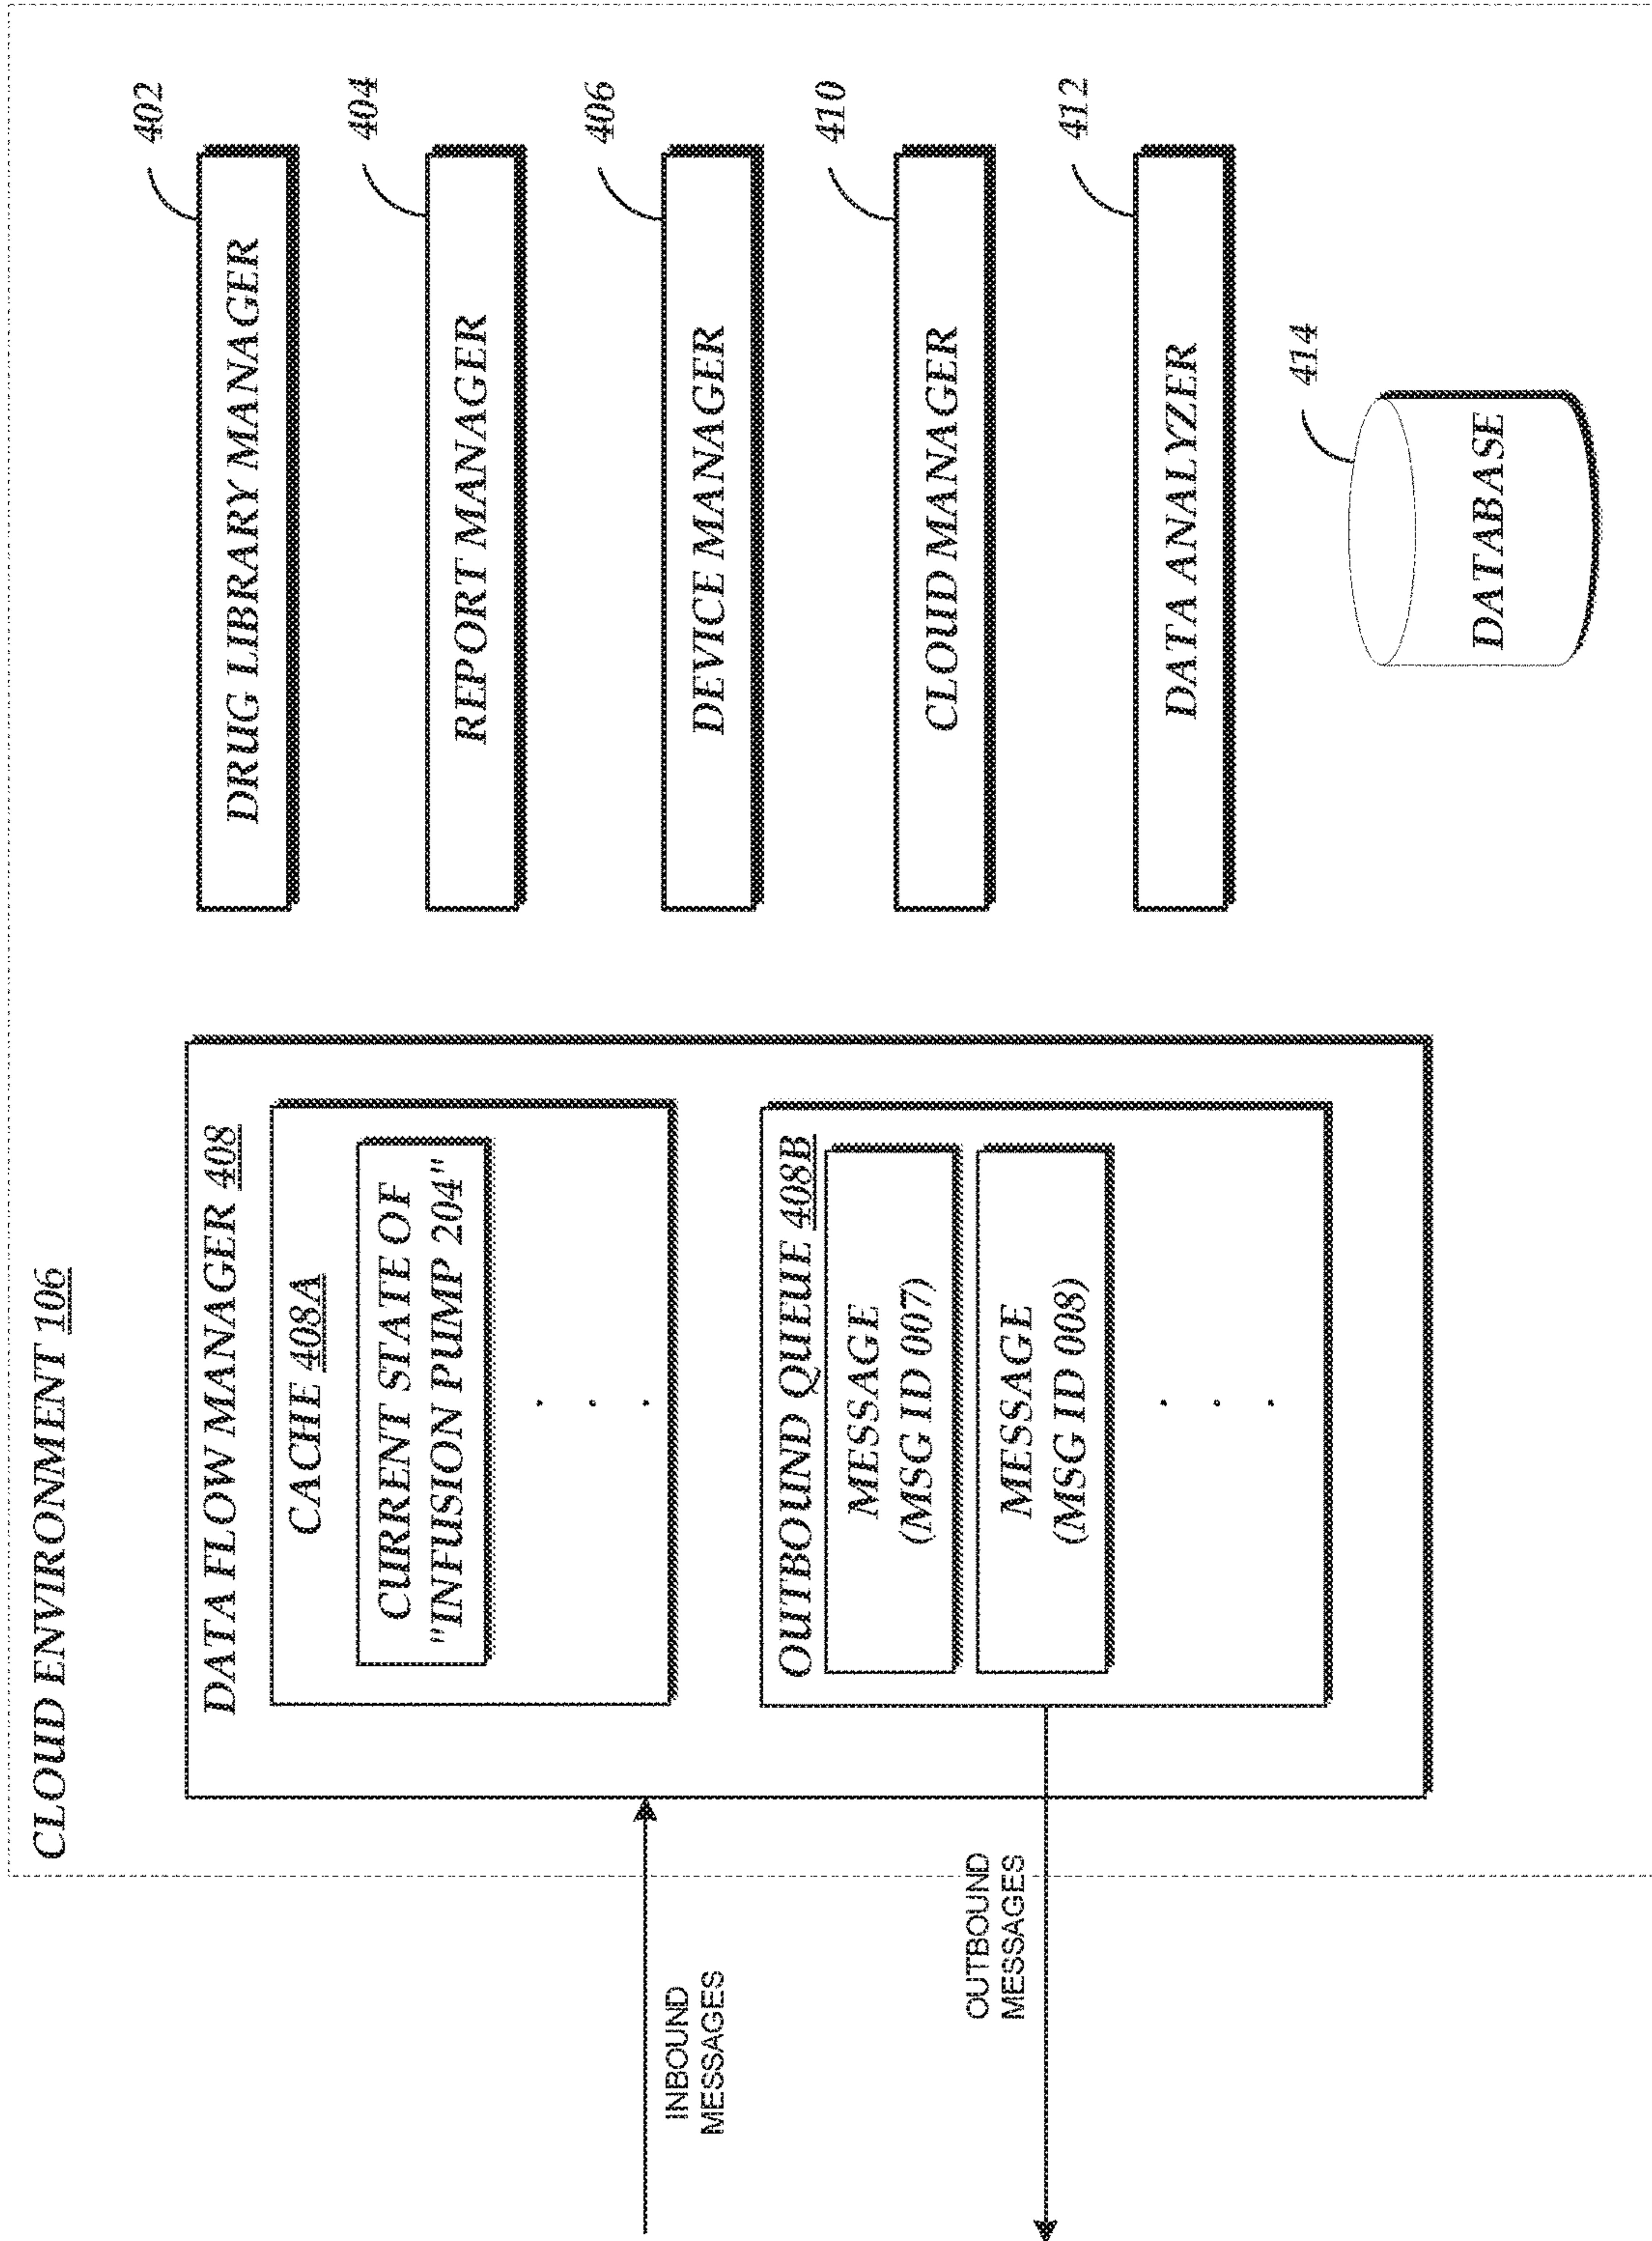 CLOUD ENVIRONMENT 106
DATA FLOW MANAGER 408
CACHE 408A
CURRENT STATE OF
"INFUSION PUMP 204"
.
.
.
OUTBOUND QUEUE 408B
MESSAGE
(MSG ID 007)
MESSAGE
(MSG ID 008)
.
.
.
INBOUND
MESSAGES
OUTBOUND
MESSAGES
402
DRUG LIBRARY MANAGER
404
REPORT MANAGER
406
DEVICE MANAGER
410
CLOUD MANAGER
412
DATA ANALYZER
414
DATABASE